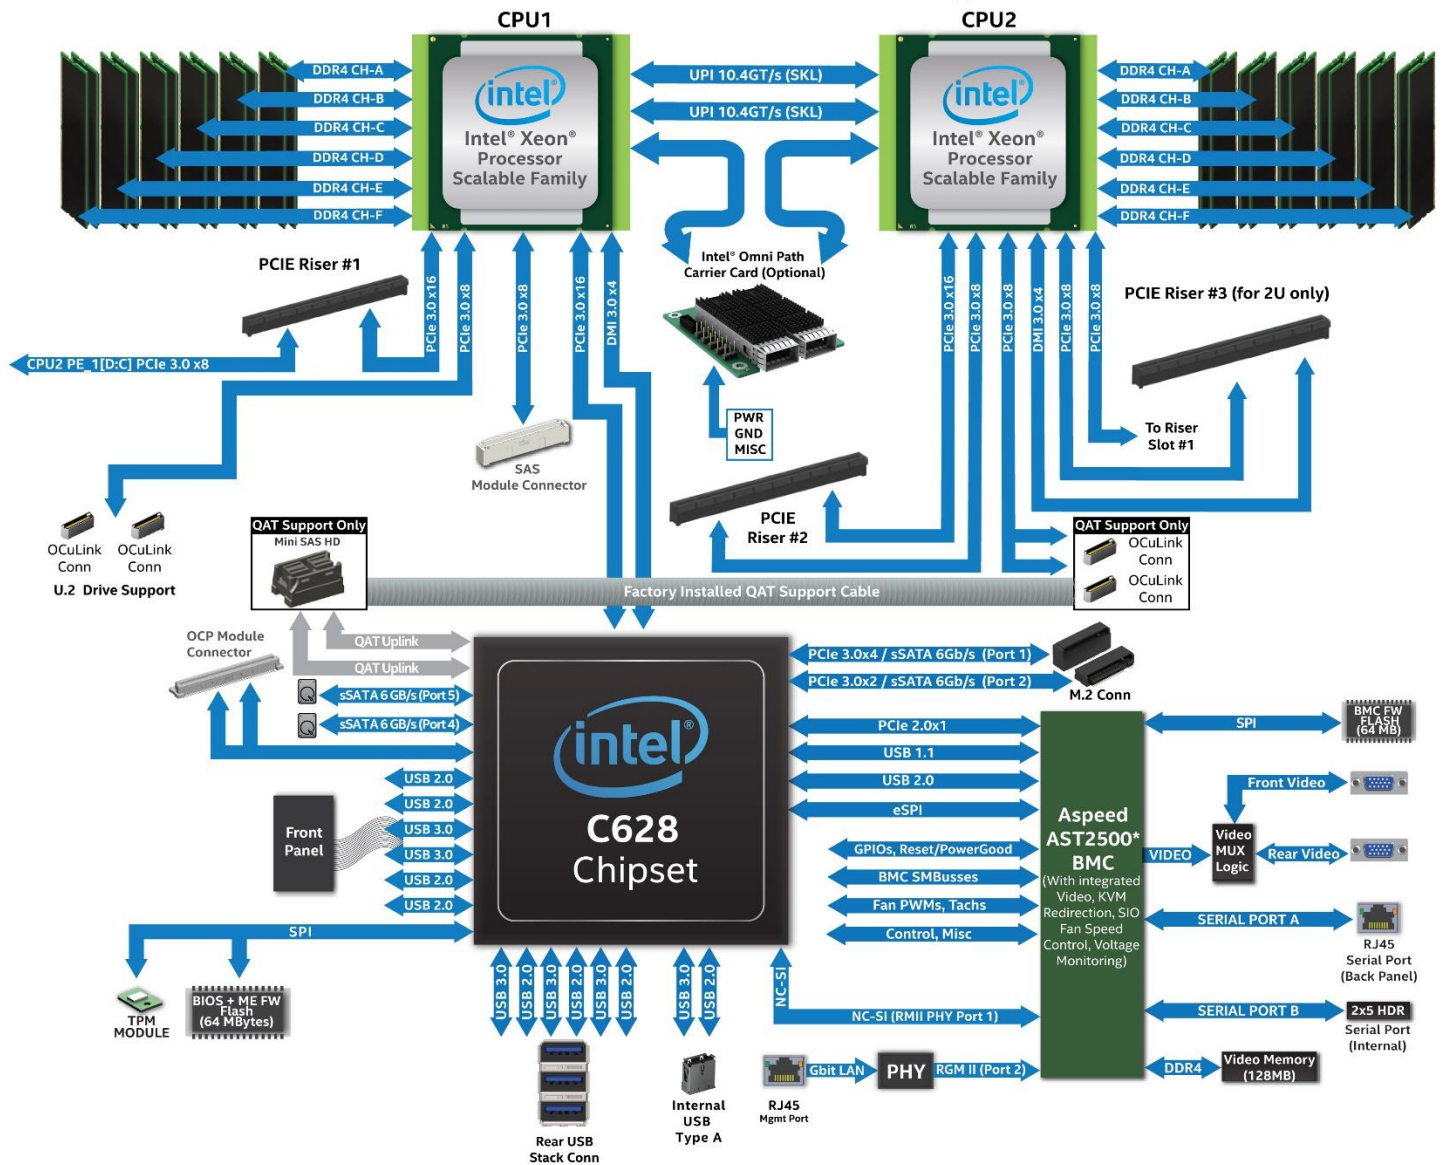 CPU1
CPU2
intel®
Intel® Xeon®
Processor
Scalable Family
intel®
Intel® Xeon®
Processor
Scalable Family
DDR4 CH-A
DDR4 CH-B
DDR4 CH-C
DDR4 CH-D
DDR4 CH-E
DDR4 CH-F
UPI 10.4GT/s (SKL)
UPI 10.4GT/s (SKL)
DDR4 CH-A
DDR4 CH-B
DDR4 CH-C
DDR4 CH-D
DDR4 CH-E
DDR4 CH-F
PCIE Riser #1
CPU2 PE_1[D:C] PCIe 3.0 x8
PCIe 3.0 x16
PCIe 3.0 x8
PCIe 3.0 x8
PCIe 3.0 x16
DMI 3.0 x4
Intel® Omni Path
Carrier Card (Optional)
PWR
GND
MISC
PCIe 3.0 x16
PCIe 3.0 x8
PCIe 3.0 x8
DMI 3.0 x4
PCIe 3.0 x8
PCIe 3.0 x8
PCIE Riser #3 (for 2U only)
To Riser
Slot #1
SAS
Module Connector
PCIE
Riser #2
OCuLink
Conn
OCuLink
Conn
U.2 Drive Support
QAT Support Only
Mini SAS HD
Factory Installed QAT Support Cable
QAT Support Only
OCuLink
Conn
OCuLink
Conn
OCP Module
Connector
QAT Uplink
QAT Uplink
sSATA 6 GB/s (Port 5)
sSATA 6 GB/s (Port 4)
USB 2.0
USB 2.0
USB 3.0
USB 3.0
USB 2.0
USB 2.0
Front
Panel
SPI
TPM
MODULE
BIOS + ME FW
Flash
(64 MBytes)
intel®
C628
Chipset
PCIe 3.0x4 / sSATA 6Gb/s (Port 1)
PCIe 3.0x2 / sSATA 6Gb/s (Port 2)
M.2 Conn
PCIe 2.0x1
USB 1.1
USB 2.0
eSPI
GPIOs, Reset/PowerGood
BMC SMBusses
Fan PWMs, Tachs
Control, Misc
NC-SI
NC-SI (RMII PHY Port 1)
Aspeed
AST2500*
BMC
(With integrated
Video, KVM
Redirection, SIO
Fan Speed
Control, Voltage
Monitoring)
SPI
BMC FW
FLASH
(64 MB)
Front Video
VIDEO
Video
MUX
Logic
Rear Video
SERIAL PORT A
RJ45
Serial Port
(Back Panel)
SERIAL PORT B
2x5 HDR
Serial Port
(Internal)
DDR4
Video Memory
(128MB)
USB 3.0
USB 2.0
USB 3.0
USB 2.0
USB 3.0
USB 2.0
Rear USB
Stack Conn
USB 3.0
USB 2.0
Internal
USB
Type A
RJ45
Mgmt Port
Gbit LAN
PHY
RGM II (Port 2)